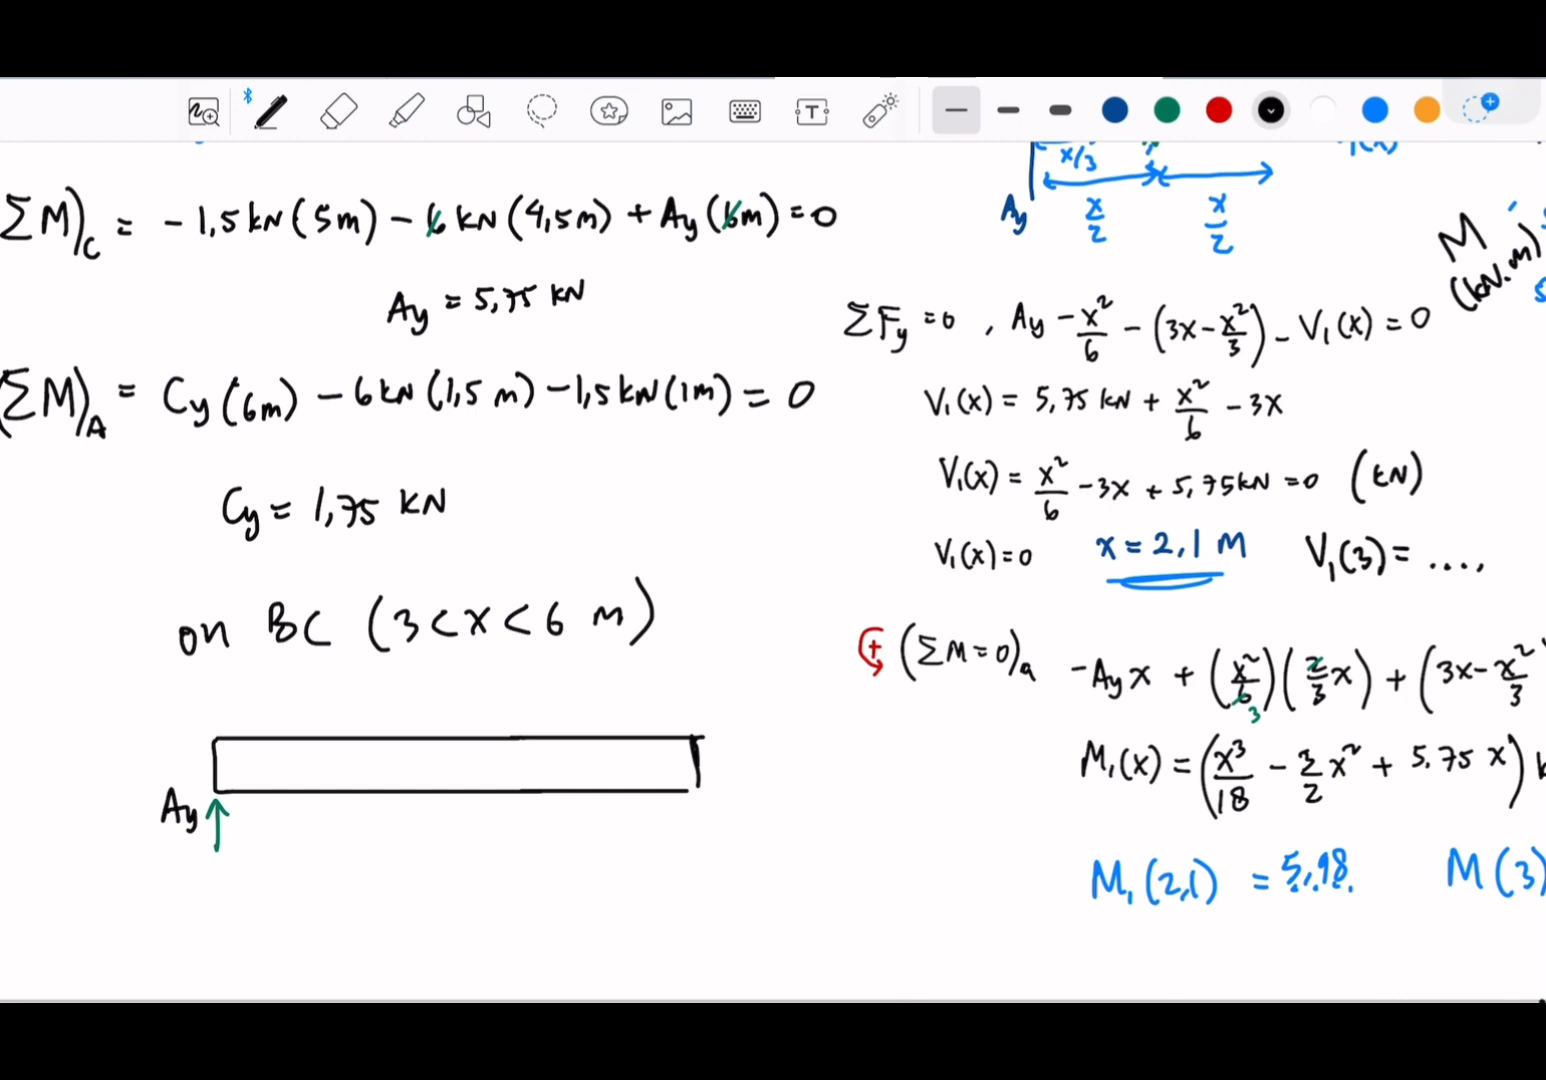 ΣM)C = - 1,5 kN (5m) - 6 kN (4,5m) + Ay (6m) = 0
Ay = 5,75 kN
(ΣM)A = Cy (6m) - 6 kN (1,5 m) - 1,5 kN (1m) = 0
Cy = 1,75 kN
on BC (3 < x < 6 m)
Ay
x/3
Ay
x/2
x/2
M
(kN.m)
ΣFy = 0 , Ay - x²/6 - (3x - x²/3) - V₁(x) = 0
V₁(x) = 5,75 kN + x²/6 - 3x
V₁(x) = x²/6 - 3x + 5,75 kN = 0 (kN)
V₁(x) = 0 x = 2,1 M V₁(3) = ....
(+ (ΣM = 0)a - Ay x + (x²/6)(2/3 x) + (3x - x²/3
3
M₁(x) = (x³/18 - 3/2 x² + 5.75 x)
M₁(2,1) = 5,98. M(3)